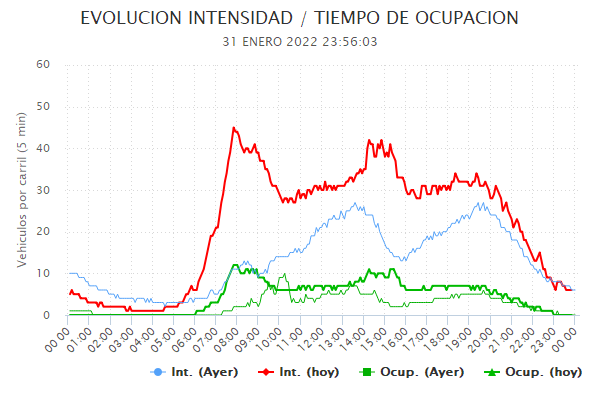 EVOLUCION INTENSIDAD / TIEMPO DE OCUPACION
31 ENERO 2022 23:56:03
Vehiculos por carril (5 min)
60
50
40
30
20
10
0
00:00 01:00 02:00 03:00 04:00 05:00 06:00 07:00 08:00 09:00 10:00 11:00 12:00 13:00 14:00 15:00 16:00 17:00 18:00 19:00 20:00 21:00 22:00 23:00 00:00
Int. (Ayer) Int. (hoy) Ocup. (Ayer) Ocup. (hoy)